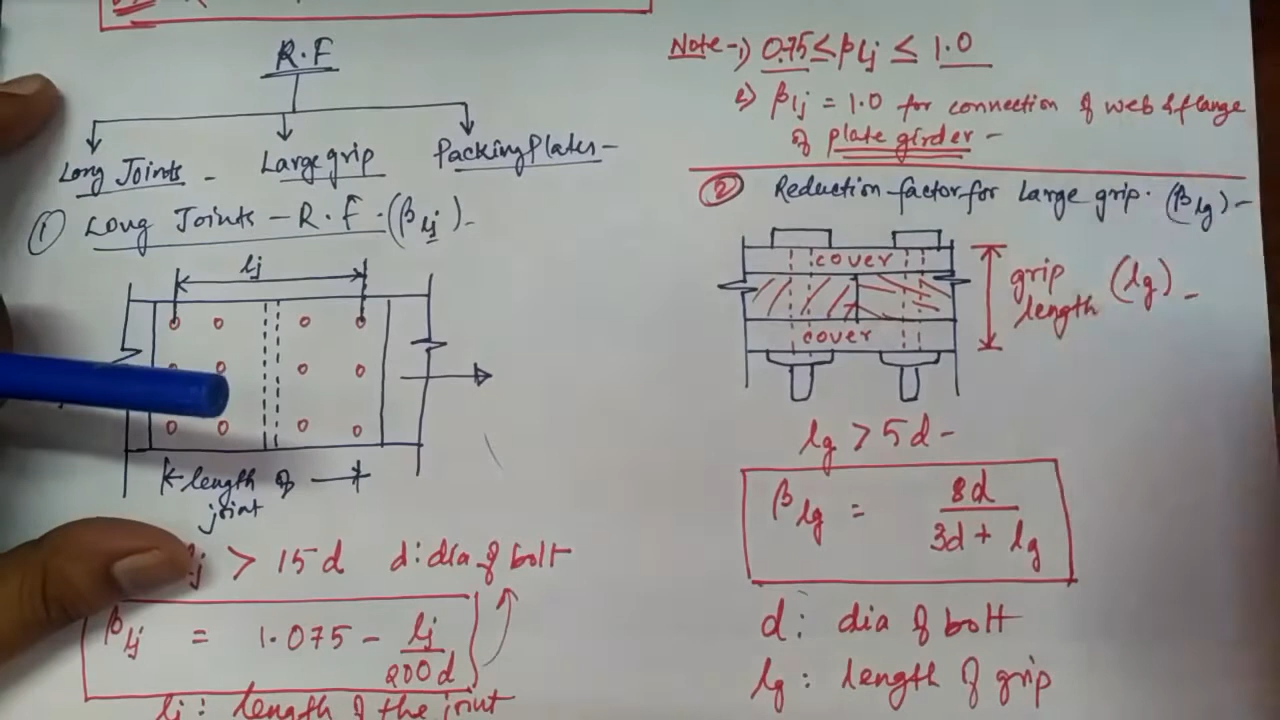 R.F
Long Joints -
Large grip
Packing Plates -
① Long Joints - R.F. (βlj) -
lj
length of
joint
lj > 15d d: dia of bolt
βlj = 1.075 - lj/200d
lj: length of the joint
Note -1) 0.75 ≤ βlj ≤ 1.0
2) βlj = 1.0 for connection of web & flange
of plate girder -
② Reduction factor for Large grip. (βlg) -
cover
cover
grip
length (lg) -
lg > 5d -
βlg = 8d/3d + lg
d: dia of bolt
lg: length of grip